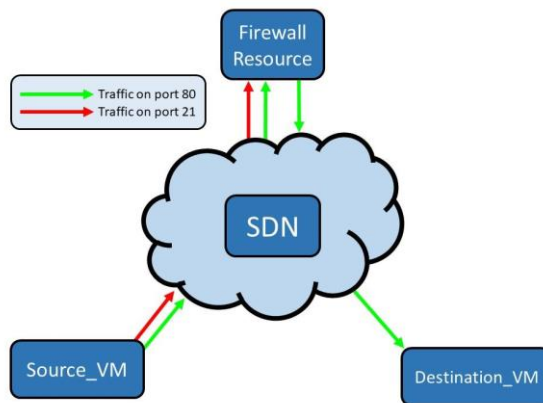 Firewall
Resource
Traffic on port 80
Traffic on port 21
SDN
Source_VM
Destination_VM